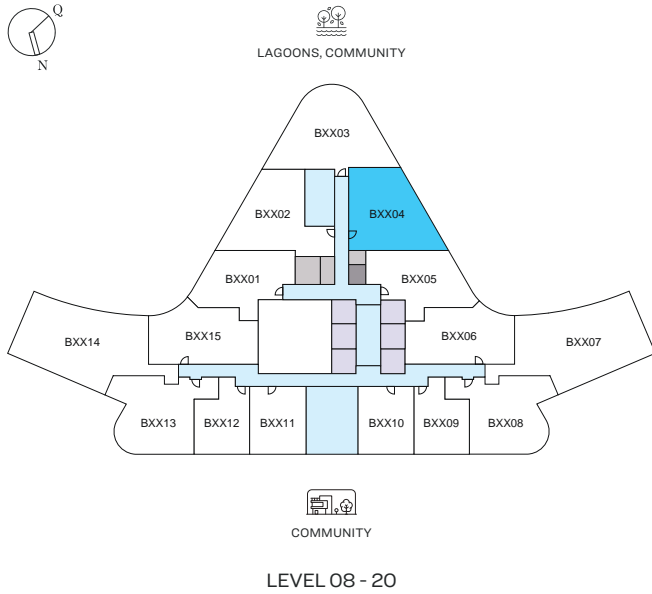 Q
N
LAGOONS, COMMUNITY
BXX03
BXX02
BXX04
BXX01
BXX05
BXX14
BXX15
BXX06
BXX07
BXX13
BXX12
BXX11
BXX10
BXX09
BXX08
COMMUNITY
LEVEL 08 - 20